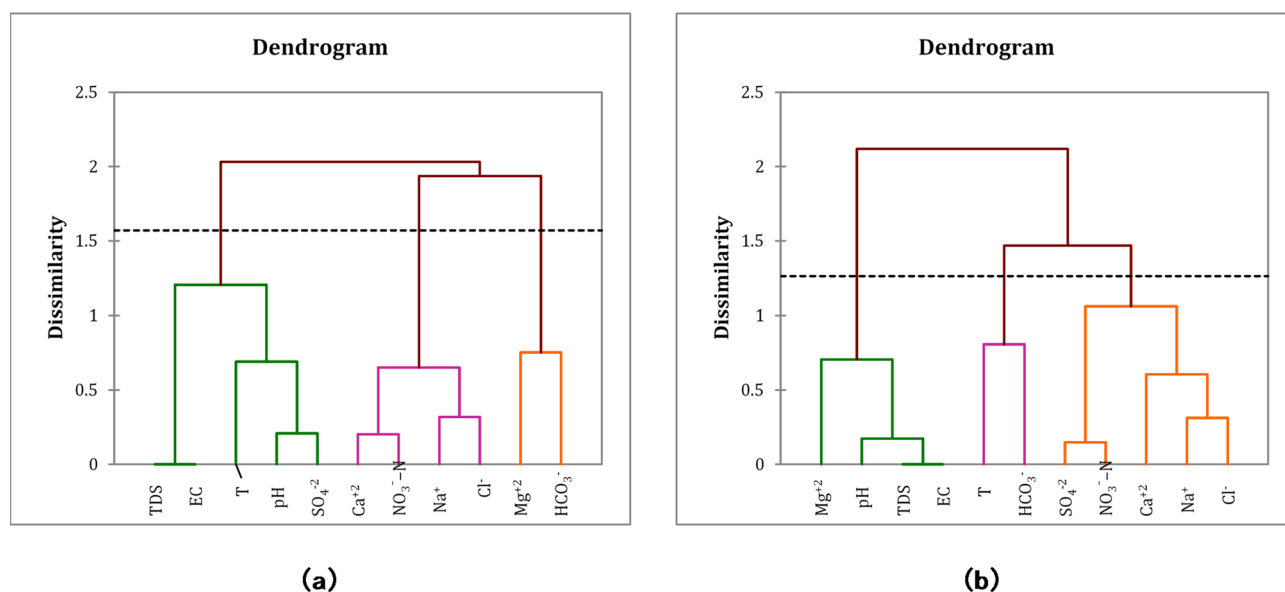 Dendrogram
2.5
2
1.5
1
0.5
0
Dissimilarity
TDS
EC
T
pH
SO₄⁻²
Ca⁺²
NO₃⁻–N
Na⁺
Cl⁻
Mg⁺²
HCO₃⁻
(a)
Dendrogram
2.5
2
1.5
1
0.5
0
Dissimilarity
Mg⁺²
pH
TDS
EC
T
HCO₃⁻
SO₄⁻²
NO₃⁻–N
Ca⁺²
Na⁺
Cl⁻
(b)